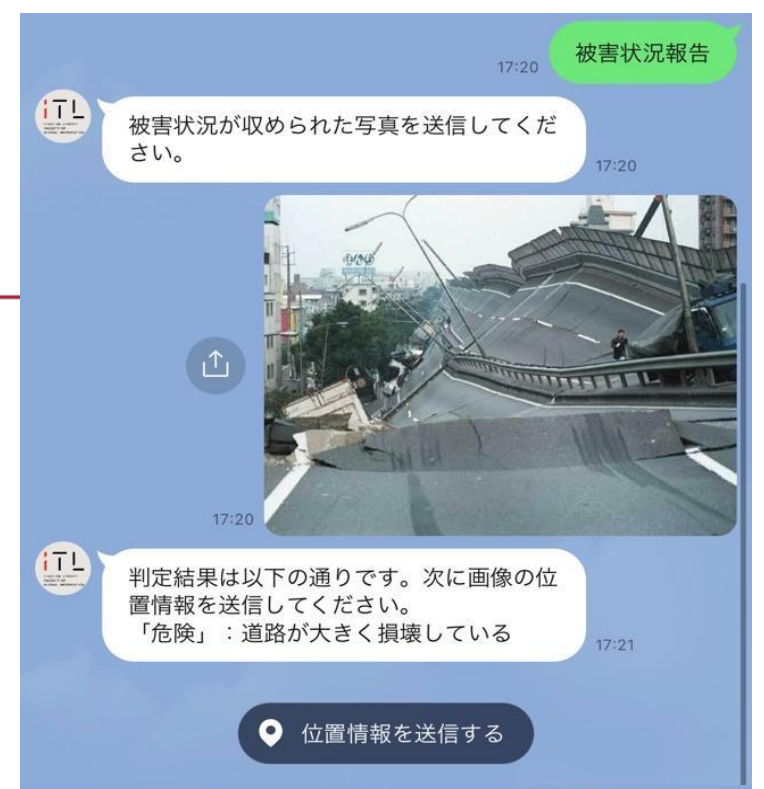 被害状況報告
17:20
iTL
被害状況が収められた写真を送信してくだ
さい。
17:20
17:20
iTL
判定結果は以下の通りです。次に画像の位
置情報を送信してください。
「危険」：道路が大きく損壊している
17:21
位置情報を送信する